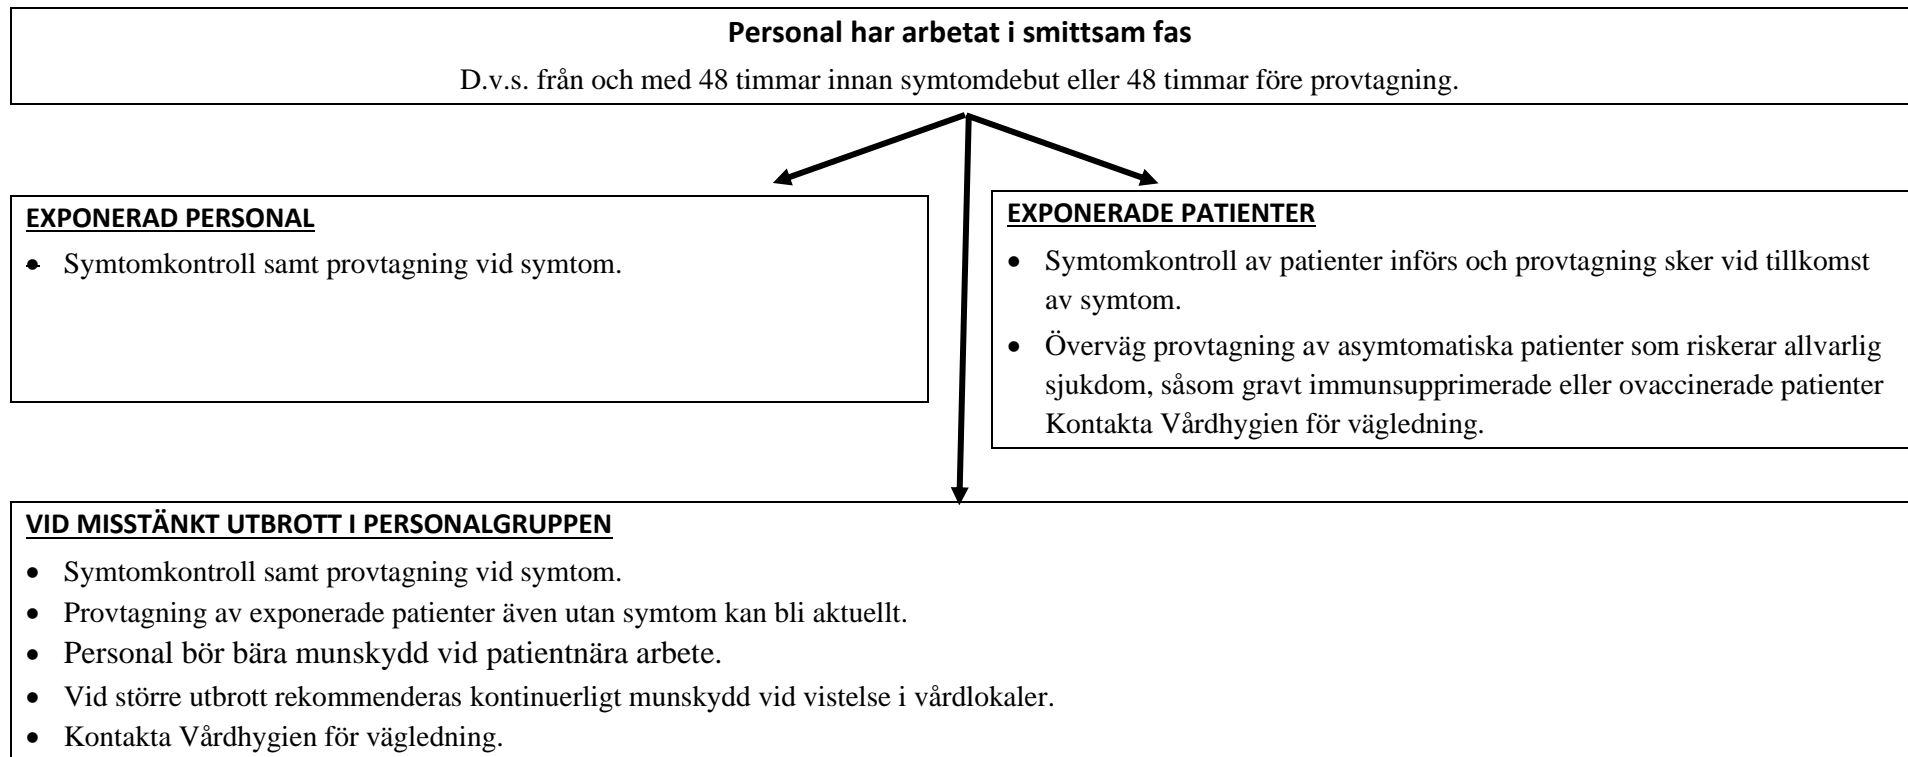 Personal har arbetat i smittsam fas
D.v.s. från och med 48 timmar innan symtomdebut eller 48 timmar före provtagning.
EXPONERAD PERSONAL
• Symtomkontroll samt provtagning vid symtom.
EXPONERADE PATIENTER
• Symtomkontroll av patienter införs och provtagning sker vid tillkomst
av symtom.
• Överväg provtagning av asymtomatiska patienter som riskerar allvarlig
sjukdom, såsom gravt immunsupprimerade eller ovaccinerade patienter
Kontakta Vårdhygien för vägledning.
VID MISSTÄNKT UTBROTT I PERSONALGRUPPEN
• Symtomkontroll samt provtagning vid symtom.
• Provtagning av exponerade patienter även utan symtom kan bli aktuellt.
• Personal bör bära munskydd vid patientnära arbete.
• Vid större utbrott rekommenderas kontinuerligt munskydd vid vistelse i vårdlokaler.
• Kontakta Vårdhygien för vägledning.